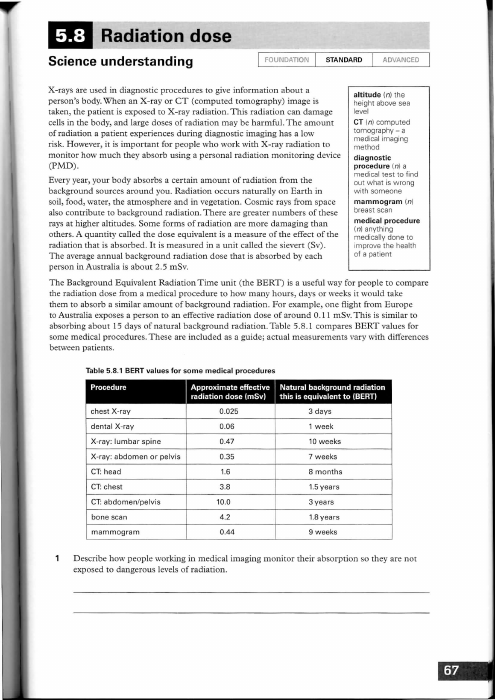 5.8 Radiation dose
Science understanding
FOUNDATION STANDARD ADVANCED
X-rays are used in diagnostic procedures to give information about a
person's body. When an X-ray or CT (computed tomography) image is
taken, the patient is exposed to X-ray radiation. This radiation can damage
cells in the body, and large doses of radiation may be harmful. The amount
of radiation a patient experiences during diagnostic imaging has a low
risk. However, it is important for people who work with X-ray radiation to
monitor how much they absorb using a personal radiation monitoring device
(PMD).
Every year, your body absorbs a certain amount of radiation from the
background sources around you. Radiation occurs naturally on Earth in
soil, food, water, the atmosphere and in vegetation. Cosmic rays from space
also contribute to background radiation. There are greater numbers of these
rays at higher altitudes. Some forms of radiation are more damaging than
others. A quantity called the dose equivalent is a measure of the effect of the
radiation that is absorbed. It is measured in a unit called the sievert (Sv).
The average annual background radiation dose that is absorbed by each
person in Australia is about 2.5 mSv.
altitude (n) the
height above sea
level
CT (n) computed
tomography – a
medical imaging
method
diagnostic
procedure (n) a
medical test to find
out what is wrong
with someone
mammogram (n)
breast scan
medical procedure
(n) anything
medically done to
improve the health
of a patient
The Background Equivalent Radiation Time unit (the BERT) is a useful way for people to compare
the radiation dose from a medical procedure to how many hours, days or weeks it would take
them to absorb a similar amount of background radiation. For example, one flight from Europe
to Australia exposes a person to an effective radiation dose of around 0.11 mSv. This is similar to
absorbing about 15 days of natural background radiation. Table 5.8.1 compares BERT values for
some medical procedures. These are included as a guide; actual measurements vary with differences
between patients.
Table 5.8.1 BERT values for some medical procedures
Procedure Approximate effective radiation dose (mSv) Natural background radiation this is equivalent to (BERT)
chest X-ray 0.025 3 days
dental X-ray 0.06 1 week
X-ray: lumbar spine 0.47 10 weeks
X-ray: abdomen or pelvis 0.35 7 weeks
CT: head 1.6 8 months
CT: chest 3.8 1.5 years
CT: abdomen/pelvis 10.0 3 years
bone scan 4.2 1.8 years
mammogram 0.44 9 weeks
1 Describe how people working in medical imaging monitor their absorption so they are not
exposed to dangerous levels of radiation.
67